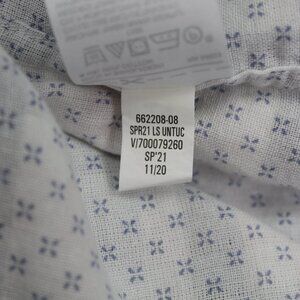 662208-08
SPR21 LS UNTUC
V/700079260
SP'21
11/20